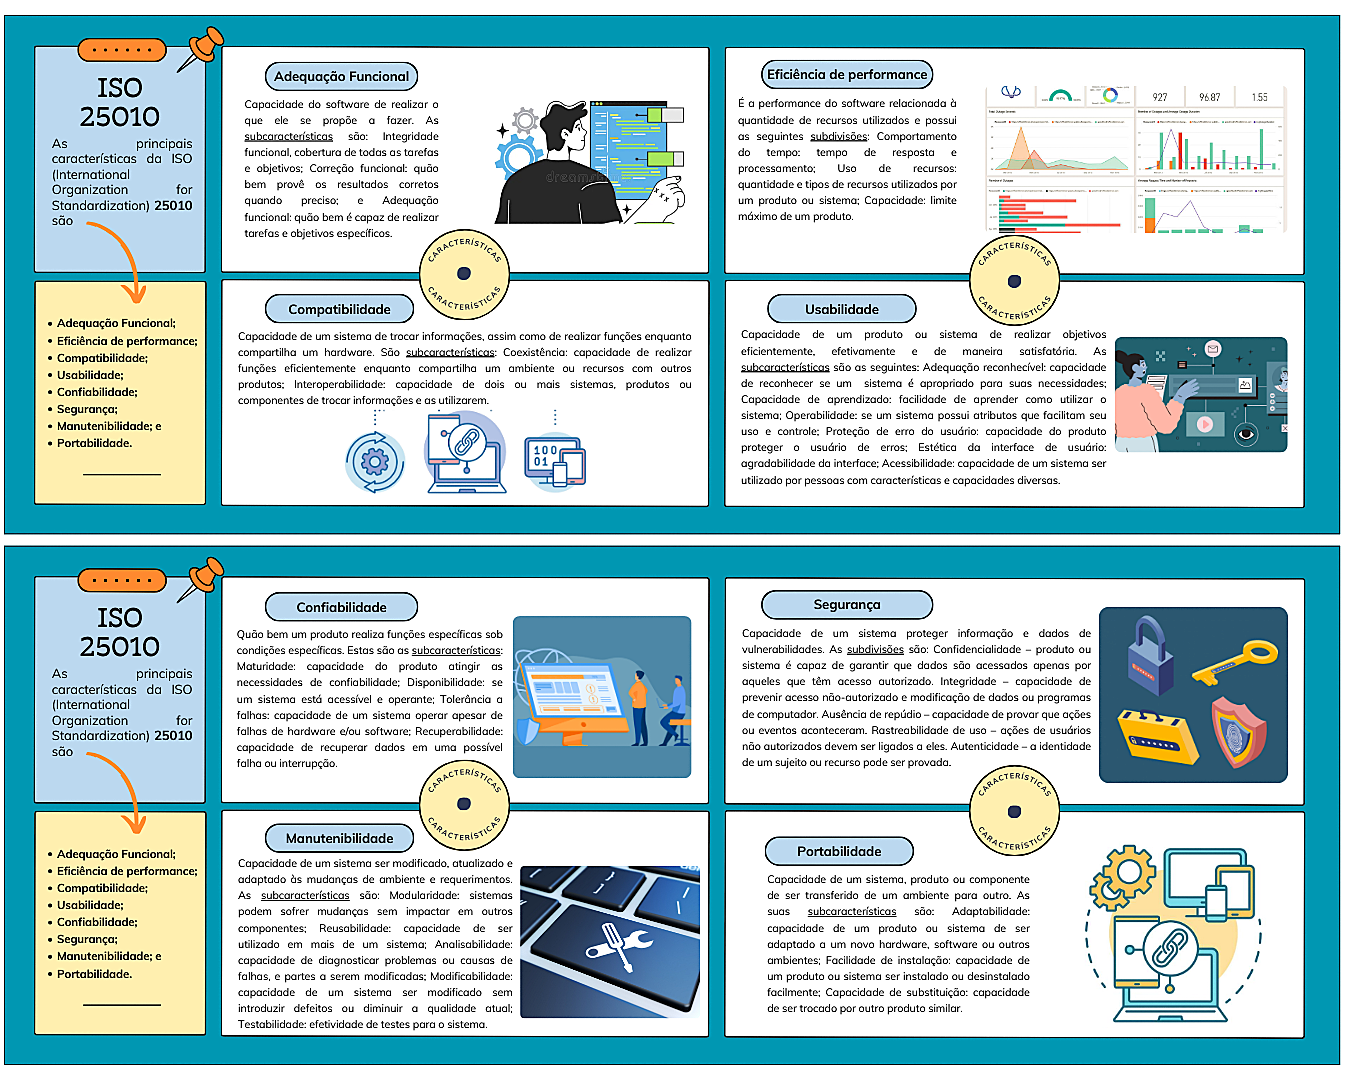 ISO
25010
As principais
características da ISO
(International
Organization for
Standardization) 25010
são
• Adequação Funcional;
• Eficiência de performance;
• Compatibilidade;
• Usabilidade;
• Confiabilidade;
• Segurança;
• Manutenibilidade; e
• Portabilidade.
Adequação Funcional
Capacidade do software de realizar o
que ele se propõe a fazer. As
subcaracterísticas são: Integridade
funcional, cobertura de todas as tarefas
e objetivos; Correção funcional: quão
bem provê os resultados corretos
quando preciso; e Adequação
funcional: quão bem é capaz de realizar
tarefas e objetivos específicos.
Eficiência de performance
É a performance do software relacionada à
quantidade de recursos utilizados e possui
as seguintes subdivisões: Comportamento
do tempo: tempo de resposta e
processamento; Uso de recursos:
quantidade e tipos de recursos utilizados por
um produto ou sistema; Capacidade: limite
máximo de um produto.
927
96.87
1.55
CARACTERÍSTICAS
CARACTERÍSTICAS
CARACTERÍSTICAS
CARACTERÍSTICAS
Compatibilidade
Capacidade de um sistema de trocar informações, assim como de realizar funções enquanto
compartilha um hardware. São subcaracterísticas: Coexistência: capacidade de realizar
funções eficientemente enquanto compartilha um ambiente ou recursos com outros
produtos; Interoperabilidade: capacidade de dois ou mais sistemas, produtos ou
componentes de trocar informações e as utilizarem.
100
01
Usabilidade
Capacidade de um produto ou sistema de realizar objetivos
eficientemente, efetivamente e de maneira satisfatória. As
subcaracterísticas são as seguintes: Adequação reconhecível: capacidade
de reconhecer se um sistema é apropriado para suas necessidades;
Capacidade de aprendizado: facilidade de aprender como utilizar o
sistema; Operabilidade: se um sistema possui atributos que facilitam seu
uso e controle; Proteção de erro do usuário: capacidade do produto
proteger o usuário de erros; Estética da interface de usuário:
agradabilidade da interface; Acessibilidade: capacidade de um sistema ser
utilizado por pessoas com características e capacidades diversas.
ISO
25010
As principais
características da ISO
(International
Organization for
Standardization) 25010
são
• Adequação Funcional;
• Eficiência de performance;
• Compatibilidade;
• Usabilidade;
• Confiabilidade;
• Segurança;
• Manutenibilidade; e
• Portabilidade.
Confiabilidade
Quão bem um produto realiza funções específicas sob
condições específicas. Estas são as subcaracterísticas:
Maturidade: capacidade do produto atingir as
necessidades de confiabilidade; Disponibilidade: se
um sistema está acessível e operante; Tolerância a
falhas: capacidade de um sistema operar apesar de
falhas de hardware e/ou software; Recuperabilidade:
capacidade de recuperar dados em uma possível
falha ou interrupção.
Segurança
Capacidade de um sistema proteger informação e dados de
vulnerabilidades. As subdivisões são: Confidencialidade – produto ou
sistema é capaz de garantir que dados são acessados apenas por
aqueles que têm acesso autorizado. Integridade – capacidade de
prevenir acesso não-autorizado e modificação de dados ou programas
de computador. Ausência de repúdio – capacidade de provar que ações
ou eventos aconteceram. Rastreabilidade de uso – ações de usuários
não autorizados devem ser ligados a eles. Autenticidade – a identidade
de um sujeito ou recurso pode ser provada.
CARACTERÍSTICAS
CARACTERÍSTICAS
CARACTERÍSTICAS
CARACTERÍSTICAS
Manutenibilidade
Capacidade de um sistema ser modificado, atualizado e
adaptado às mudanças de ambiente e requerimentos.
As subcaracterísticas são: Modularidade: sistemas
podem sofrer mudanças sem impactar em outros
componentes; Reusabilidade: capacidade de ser
utilizado em mais de um sistema; Analisabilidade:
capacidade de diagnosticar problemas ou causas de
falhas, e partes a serem modificadas; Modificabilidade:
capacidade de um sistema ser modificado sem
introduzir defeitos ou diminuir a qualidade atual;
Testabilidade: efetividade de testes para o sistema.
Portabilidade
Capacidade de um sistema, produto ou componente
de ser transferido de um ambiente para outro. As
suas subcaracterísticas são: Adaptabilidade:
capacidade de um produto ou sistema de ser
adaptado a um novo hardware, software ou outros
ambientes; Facilidade de instalação: capacidade de
um produto ou sistema ser instalado ou desinstalado
facilmente; Capacidade de substituição: capacidade
de ser trocado por outro produto similar.